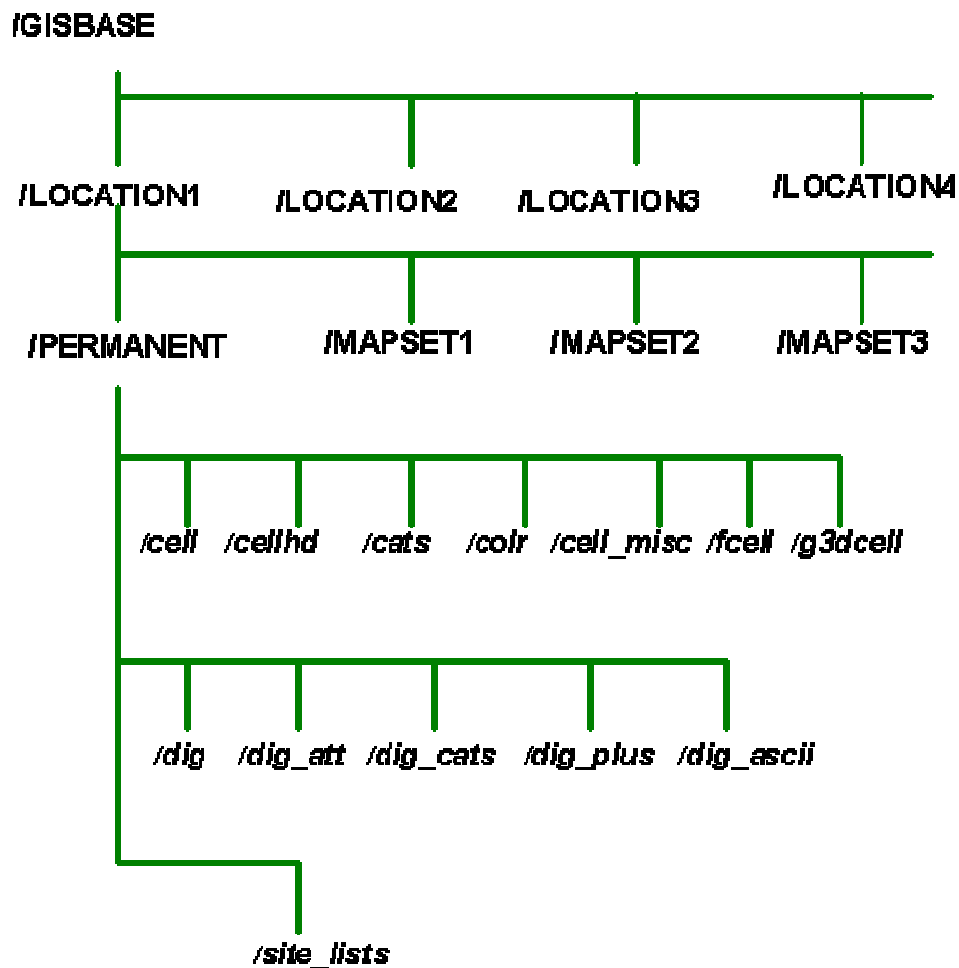 /GISBASE
/LOCATION1 /LOCATION2 /LOCATION3 /LOCATION4
/PERMANENT /MAPSET1 /MAPSET2 /MAPSET3
/cell /cellhd /cats /colr /cell_misc /fcell /g3dcell
/dig /dig_att /dig_cats /dig_plus /dig_ascii
/site_lists